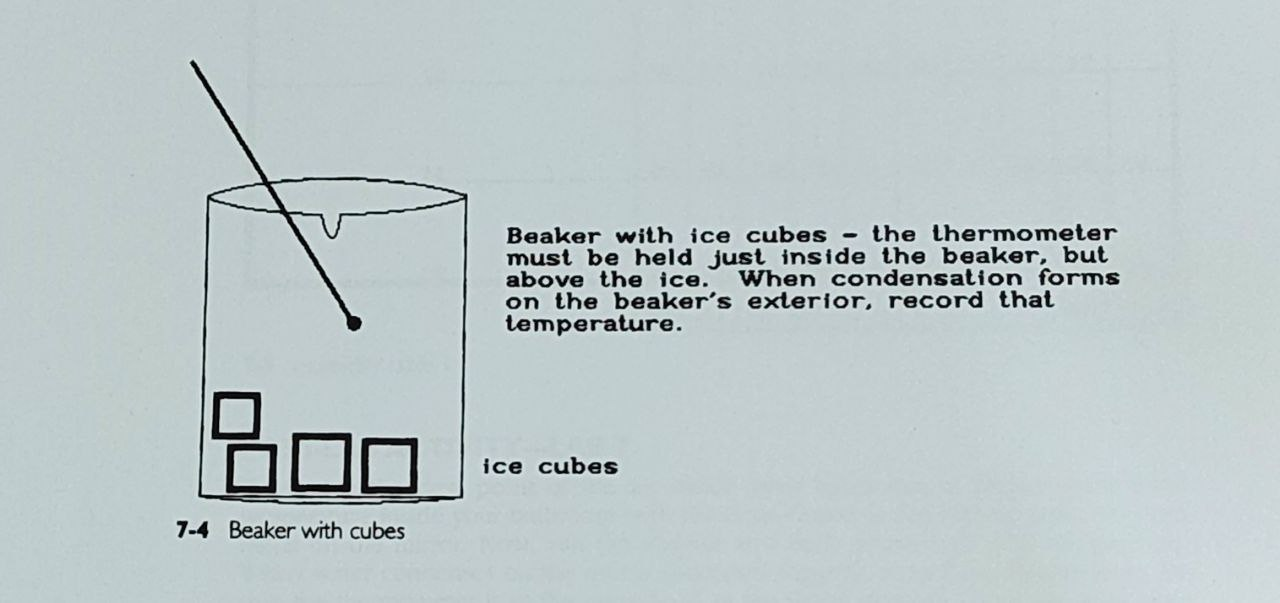 Beaker with ice cubes – the thermometer
must be held just inside the beaker, but
above the ice. When condensation forms
on the beaker's exterior, record that
temperature.
ice cubes
7-4 Beaker with cubes